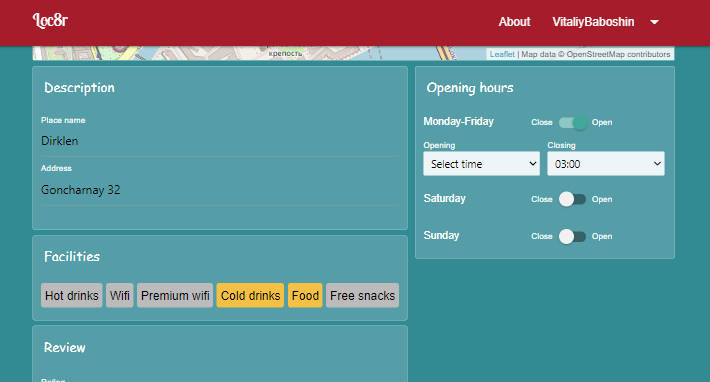 Loc8r
About
VitaliyBaboshin
крепость
Leaflet | Map data © OpenStreetMap contributors
Description
Place name
Dirklen
Address
Goncharnay 32
Facilities
Hot drinks Wifi Premium wifi Cold drinks Food Free snacks
Review
Opening hours
Monday-Friday Close Open
Opening Closing
Select time 03:00
Saturday Close Open
Sunday Close Open